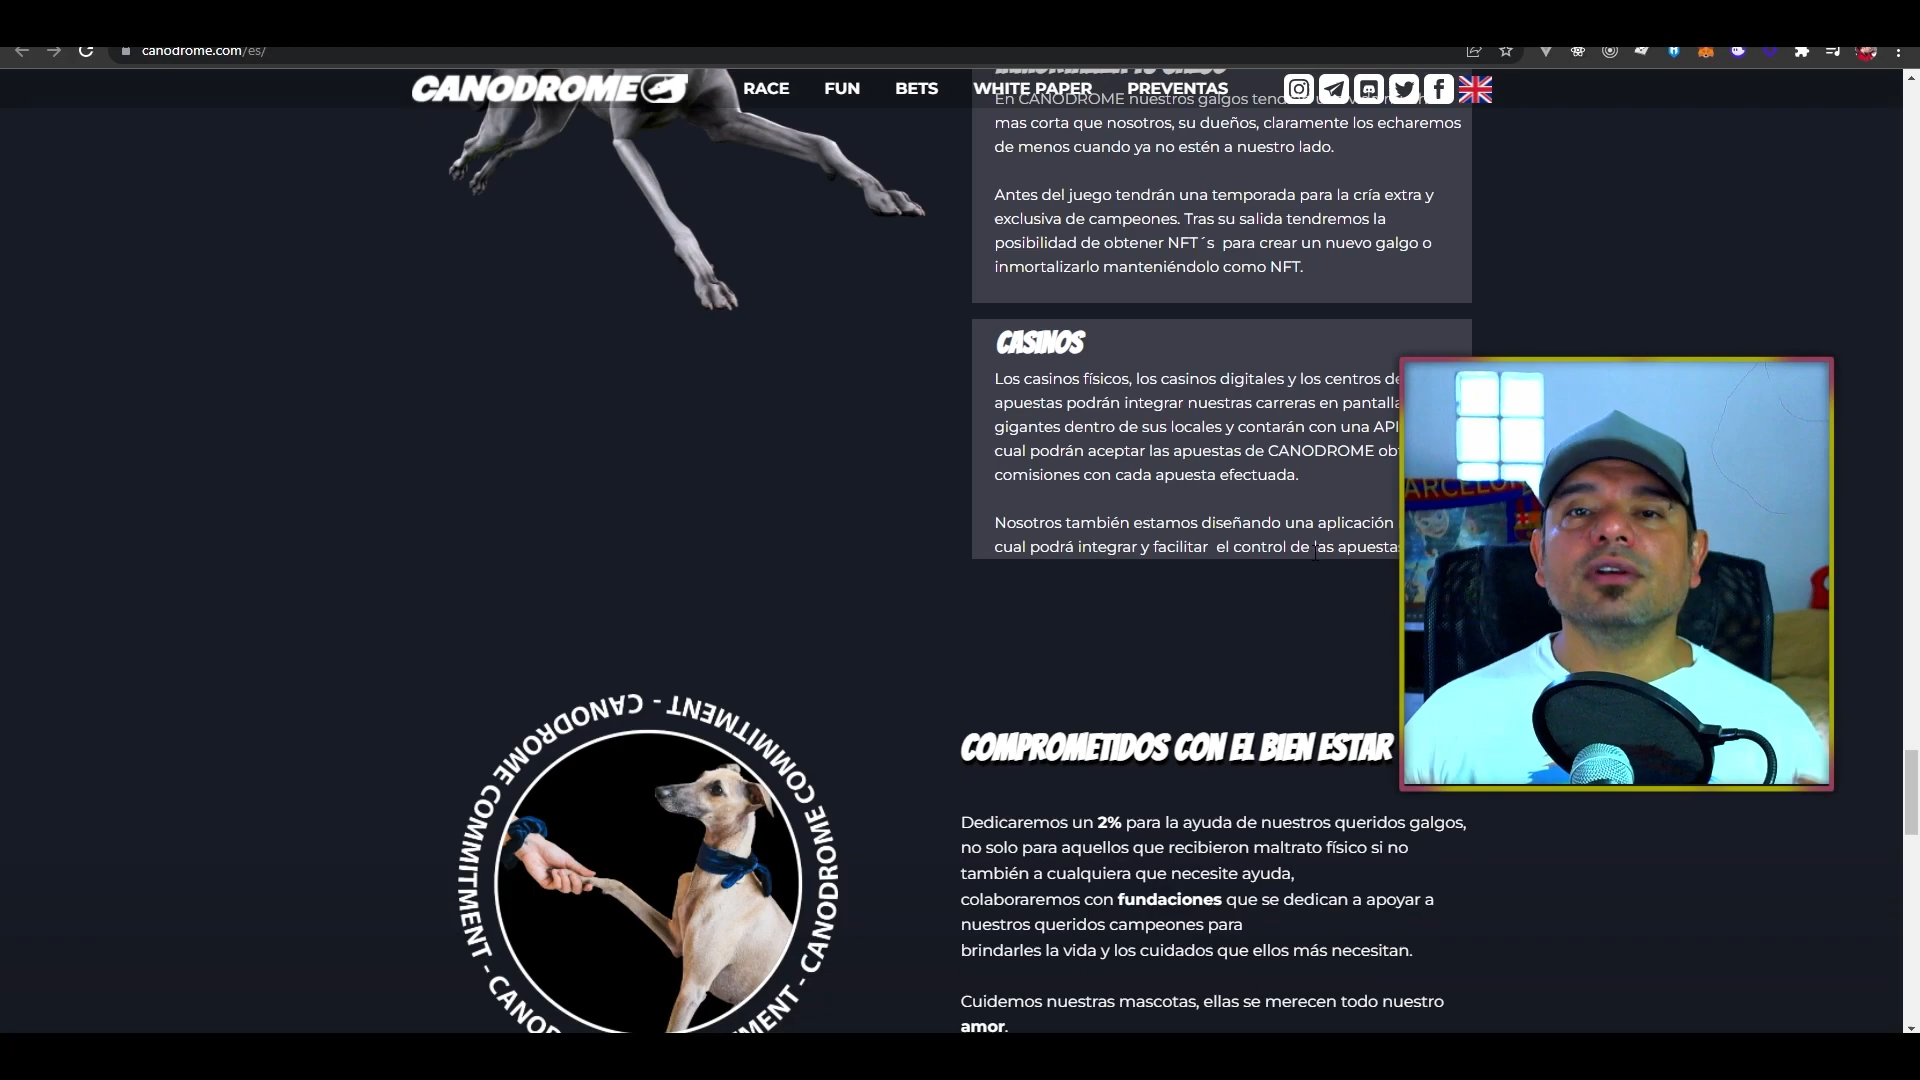 canodrome.com/es/
CANODROME
RACE
FUN
BETS
WHITE PAPER
PREVENTAS
En CANODROME nuestros galgos
mas corta que nosotros, su dueños, claramente los echaremos
de menos cuando ya no estén a nuestro lado.
Antes del juego tendrán una temporada para la cría extra y
exclusiva de campeones. Tras su salida tendremos la
posibilidad de obtener NFT´s para crear un nuevo galgo o
inmortalizarlo manteniéndolo como NFT.
CASINOS
Los casinos físicos, los casinos digitales y los centros de
apuestas podrán integrar nuestras carreras en
gigantes dentro de sus locales y contarán con una API
cual podrán aceptar las apuestas de CANODROME
comisiones con cada apuesta efectuada.
Nosotros también estamos diseñando una aplicación
cual podrá integrar y facilitar el control de las
ARCELO
CANODROME COMMITMENT - CANODROME COMMITMENT - CANOD
MENT -
COMPROMETIDOS CON EL BIEN ESTAR
Dedicaremos un 2% para la ayuda de nuestros queridos galgos,
no solo para aquellos que recibieron maltrato físico si no
también a cualquiera que necesite ayuda,
colaboraremos con fundaciones que se dedican a apoyar a
nuestros queridos campeones para
brindarles la vida y los cuidados que ellos más necesitan.
Cuidemos nuestras mascotas, ellas se merecen todo nuestro
amor.